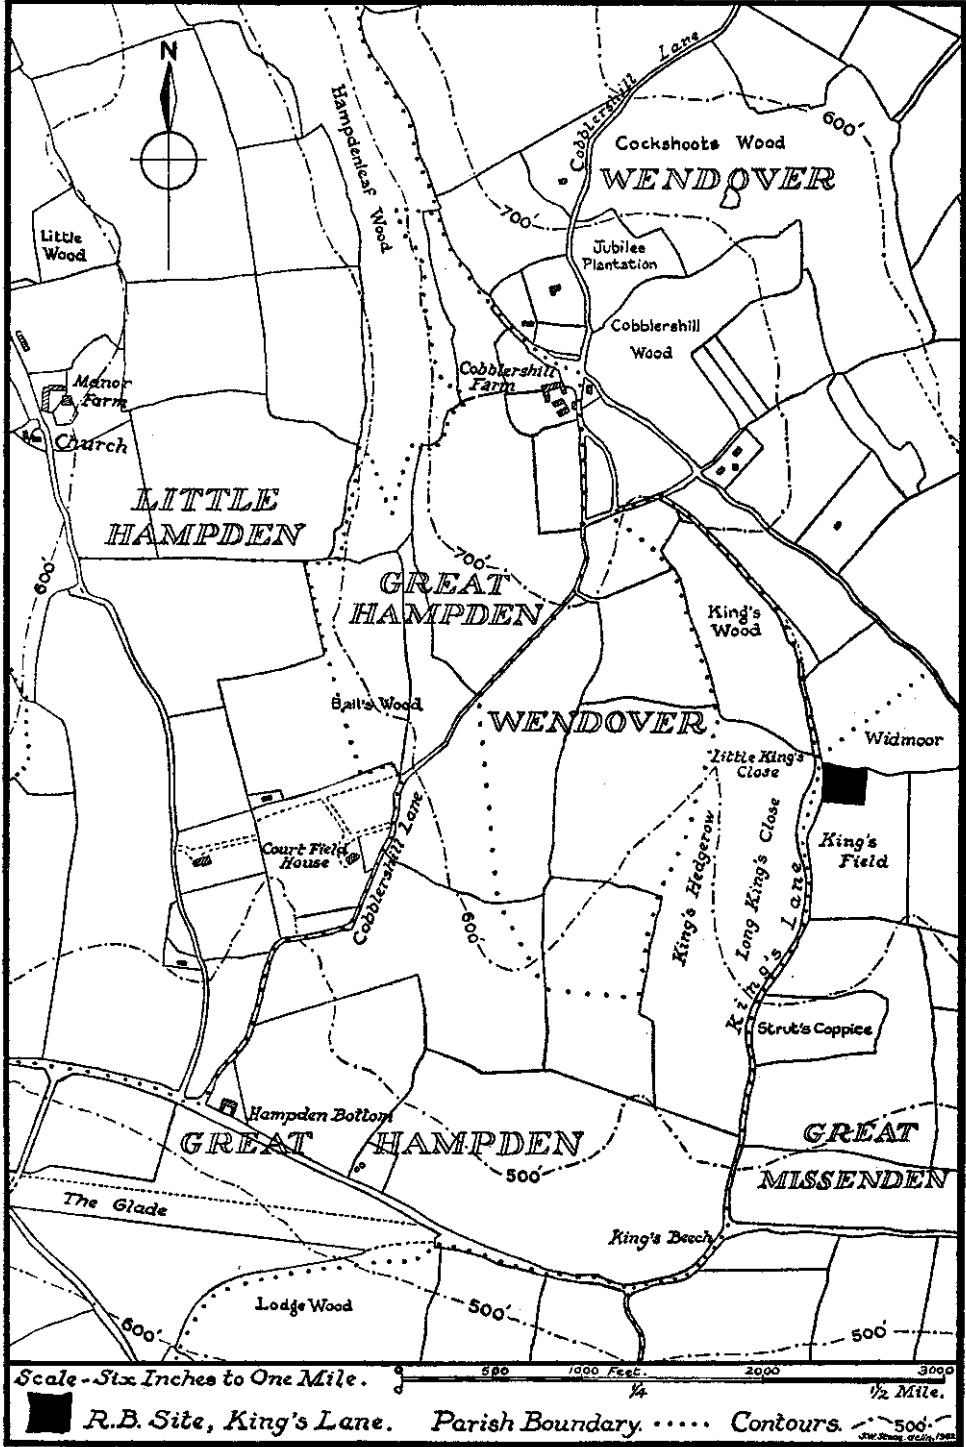 N
Cobblershill Lane
Hampdenleaf Wood
600'
Cockshoots Wood
WENDOVER
700'
Little
Wood
Jubilee
Plantation
Cobblershill
Wood
Cobblershill
Farm
Manor
Farm
Church
LITTLE
HAMPDEN
700'
600'
GREAT
HAMPDEN
King's
Wood
Bail's Wood
WENDOVER
Widmoor
Little King's
Close
Court Field
House
Cobblershill Lane
King's Hedgerow
Long King's Close
King's Lane
King's
Field
600'
Strut's Coppice
Hampden Bottom
GREAT HAMPDEN
GREAT
MISSENDEN
500'
The Glade
King's Beech
Lodge Wood
600'
500'
500'
Scale - Six Inches to One Mile.
0 500 1000 Feet. 2000 3000
0 1/4 1/2 Mile.
R.B. Site, King's Lane. Parish Boundary. Contours. 500'